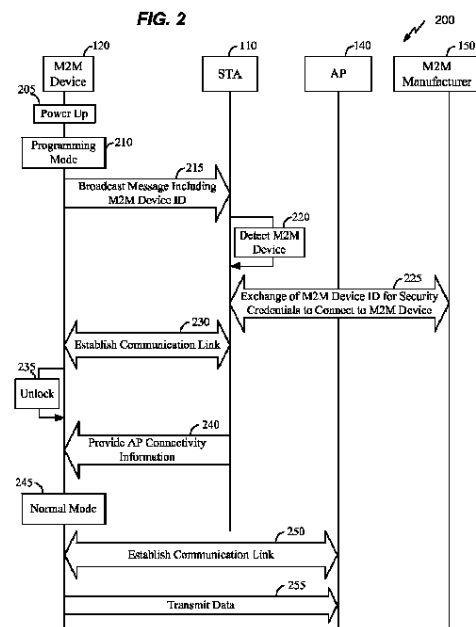 FIG. 2
200
120
110
140
150
M2M
Device
STA
AP
M2M
Manufacturer
205
Power Up
210
Programming
Mode
215
Broadcast Message Including
M2M Device ID
220
Detect M2M
Device
225
Exchange of M2M Device ID for Security
Credentials to Connect to M2M Device
230
Establish Communication Link
235
Unlock
240
Provide AP Connectivity
Information
245
Normal Mode
250
Establish Communication Link
255
Transmit Data